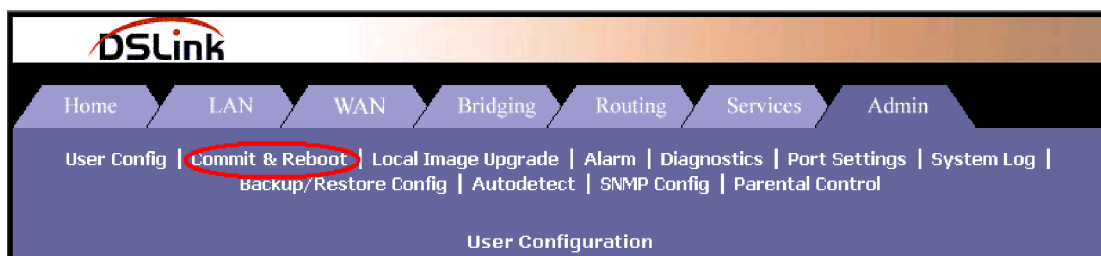 DSLink
Home LAN WAN Bridging Routing Services Admin
User Config | Commit & Reboot | Local Image Upgrade | Alarm | Diagnostics | Port Settings | System Log |
Backup/Restore Config | Autodetect | SNMP Config | Parental Control
User Configuration